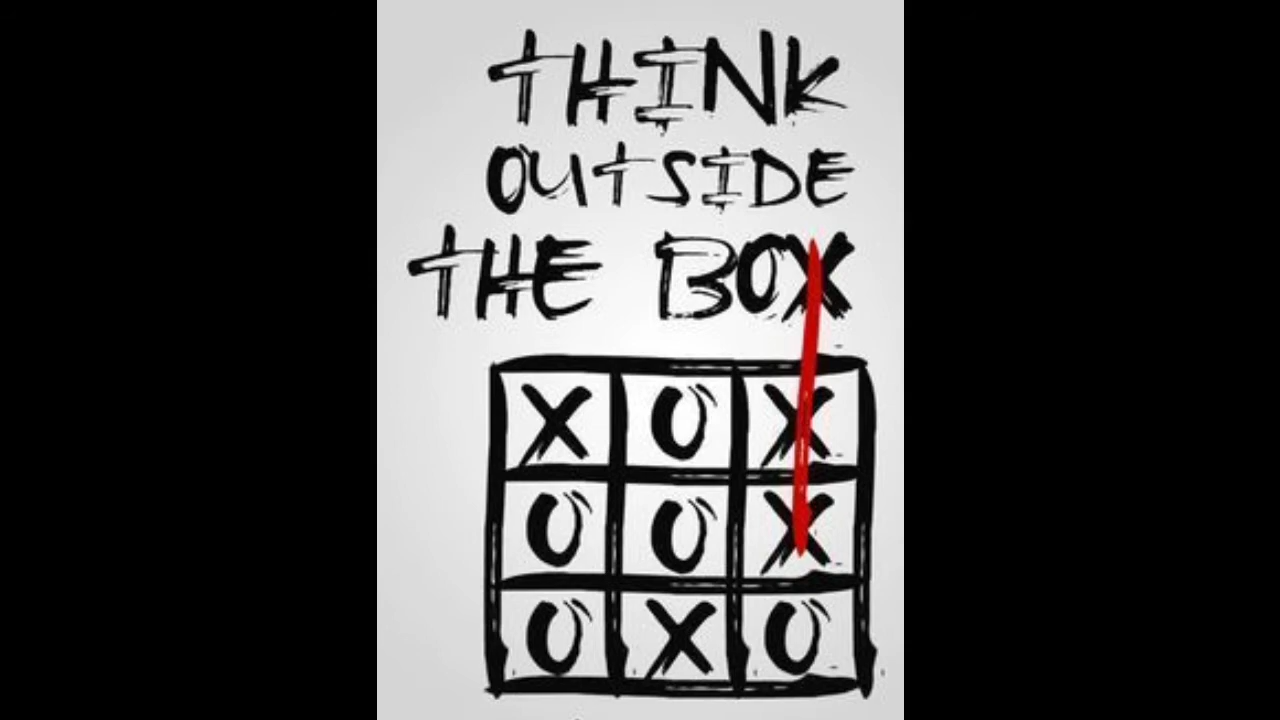 THINK
OUTSIDE
THE BOX
X O X
O O X
O X O